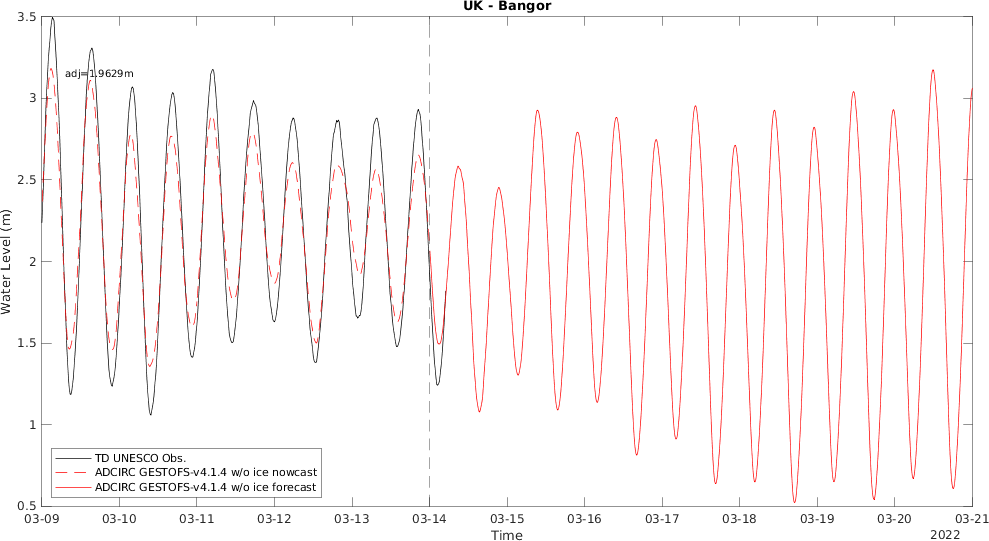 UK - Bangor
adj=1.9629m
3.5
3
2.5
2
1.5
1
0.5
Water Level (m)
TD UNESCO Obs.
ADCIRC GESTOFS-v4.1.4 w/o ice nowcast
ADCIRC GESTOFS-v4.1.4 w/o ice forecast
03-09 03-10 03-11 03-12 03-13 03-14 03-15 03-16 03-17 03-18 03-19 03-20 03-21
Time
2022